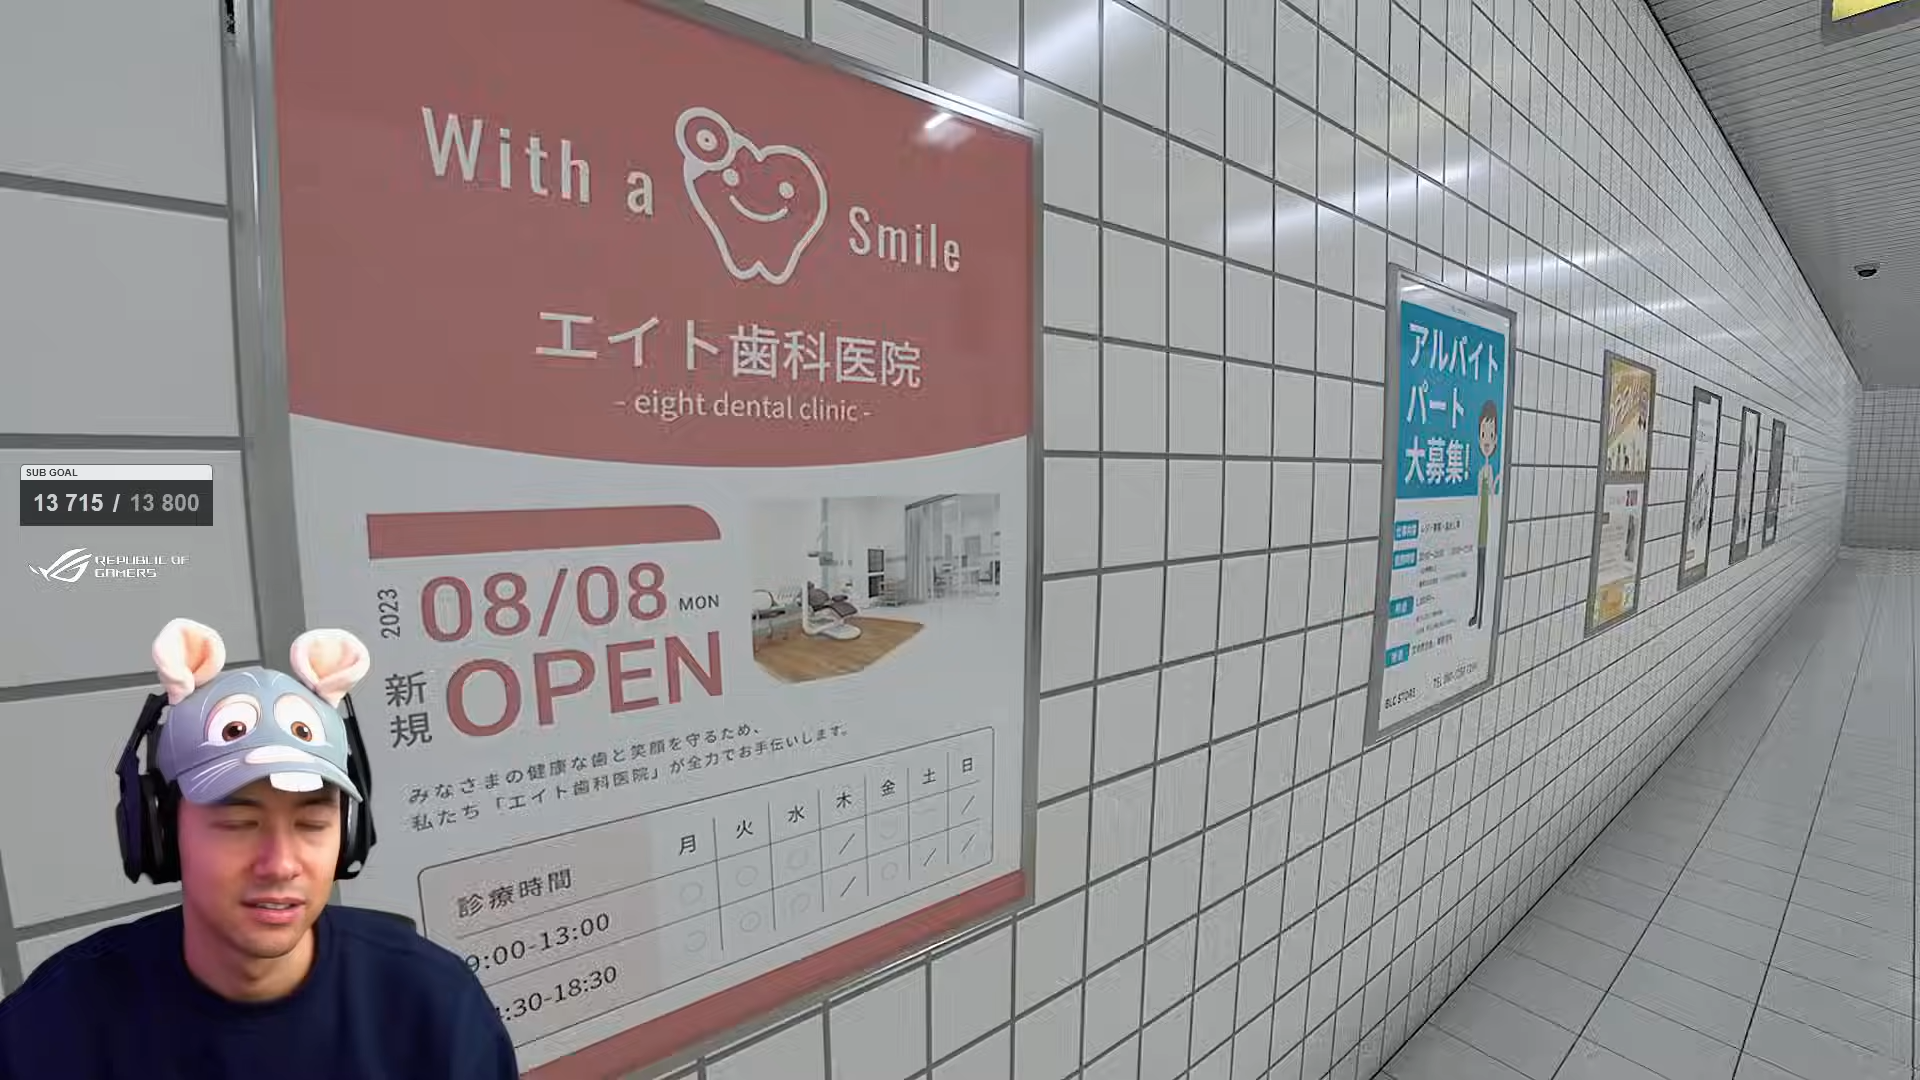 With a Smile
エイト歯科医院
- eight dental clinic -
2023
08/08 MON
新規 OPEN
みなさまの健康な歯と笑顔を守るため、
私たち「エイト歯科医院」が全力でお手伝いします。
診療時間 月 火 水 木 金 土 日
9:00-13:00
:30-18:30
アルバイト
パート
大募集!
BLC STORE
SUB GOAL
13 715 / 13 800
REPUBLIC OF
GAMERS